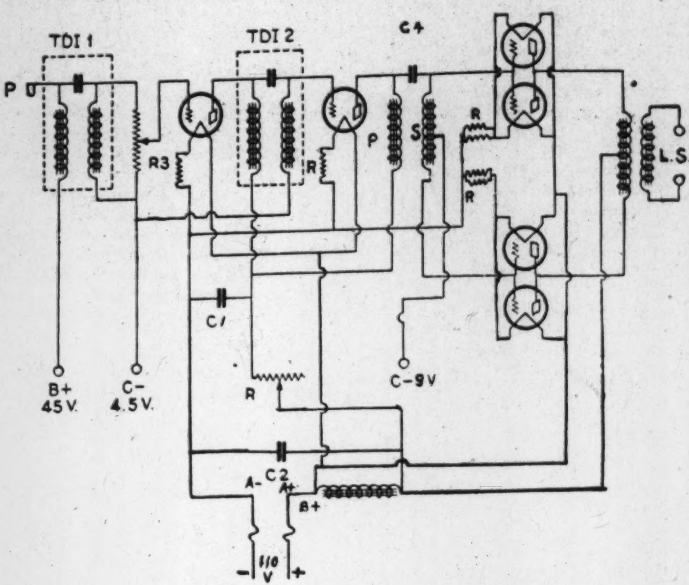 TDI 1
TDI 2
C4
P
R3
R
P
S
R
R
L.S.
C1
B+
45 V.
C-
4.5 V.
R
C-9V
C2
A-
A+
B+
110
V
-
+